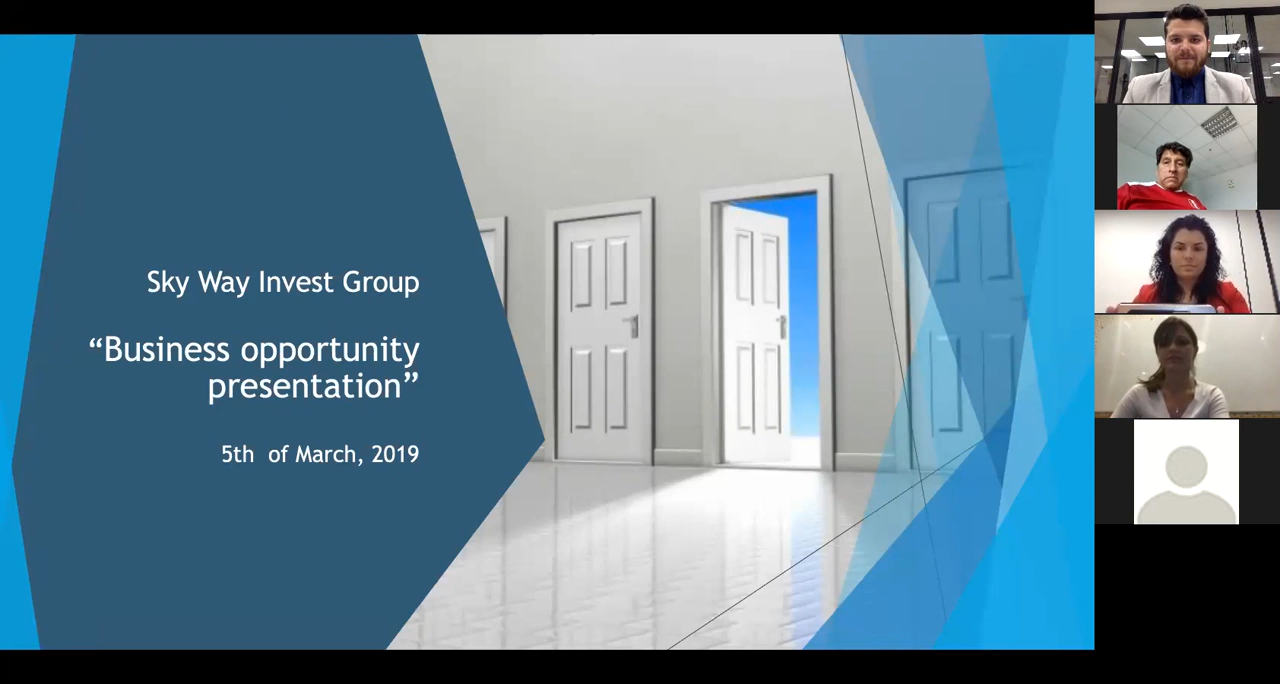 Sky Way Invest Group
“Business opportunity
presentation”
5th  of March, 2019